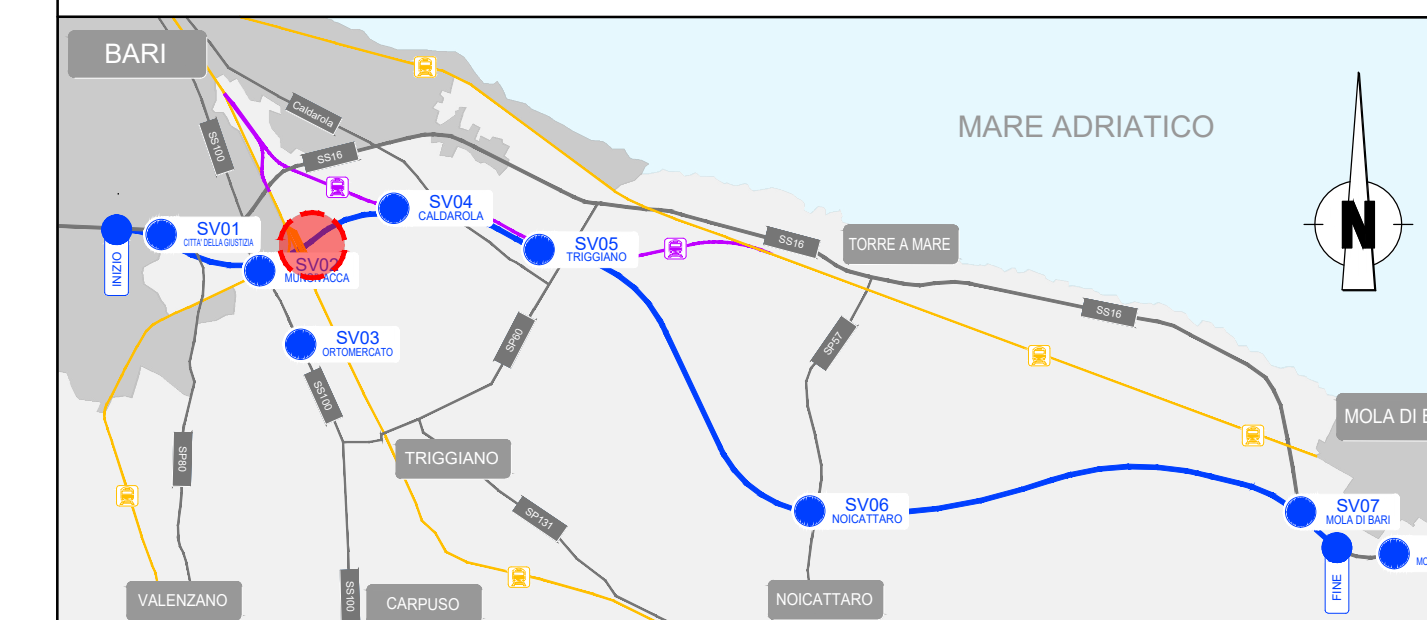 BARI
Caldarola
SS100
SS16
MARE ADRIATICO
N
SV04
CALDAROLA
SV01
CITTA' DELLA GIUSTIZIA
INIZIO
SV05
TRIGGIANO
SS16
TORRE A MARE
SV02
MUNGIVACCA
SS16
SV03
ORTOMERCATO
SP60
SP57
SS100
MOLA DI B
SP80
TRIGGIANO
SV06
NOICATTARO
SV07
MOLA DI BARI
SP131
MO
FINE
VALENZANO
SS100
CARPUSO
NOICATTARO